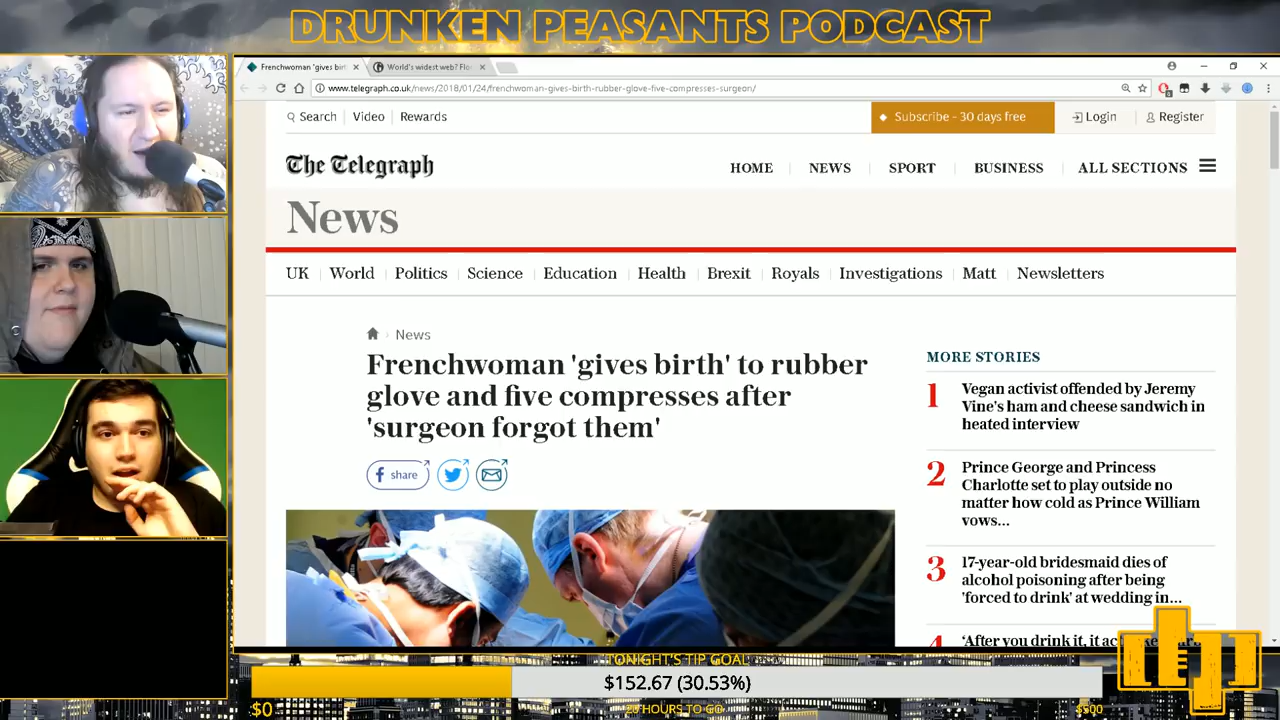 DRUNKEN PEASANTS PODCAST
Frenchwoman 'gives birt
World's widest web? Flo
www.telegraph.co.uk/news/2018/01/24/frenchwoman-gives-birth-rubber-glove-five-compresses-surgeon/
Search
Video
Rewards
Subscribe - 30 days free
Login
Register
The Telegraph
HOME
NEWS
SPORT
BUSINESS
ALL SECTIONS
News
UK
World
Politics
Science
Education
Health
Brexit
Royals
Investigations
Matt
Newsletters
News
Frenchwoman 'gives birth' to rubber
glove and five compresses after
'surgeon forgot them'
share
MORE STORIES
1
Vegan activist offended by Jeremy
Vine's ham and cheese sandwich in
heated interview
2
Prince George and Princess
Charlotte set to play outside no
matter how cold as Prince William
vows...
3
17-year-old bridesmaid dies of
alcohol poisoning after being
'forced to drink' at wedding in...
4
'After you drink it, it
TONIGHT'S TIP GOAL
$152.67 (30.53%)
$0
20 HOURS TO GO
$500